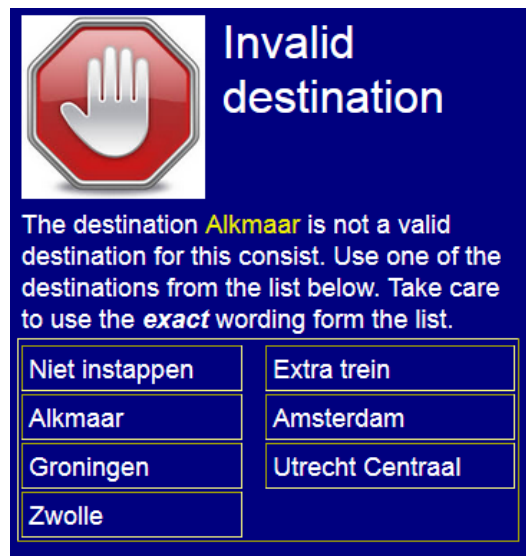 Invalid
destination
The destination Alkmaar is not a valid
destination for this consist. Use one of the
destinations from the list below. Take care
to use the exact wording form the list.
Niet instappen
Extra trein
Alkmaar
Amsterdam
Groningen
Utrecht Centraal
Zwolle